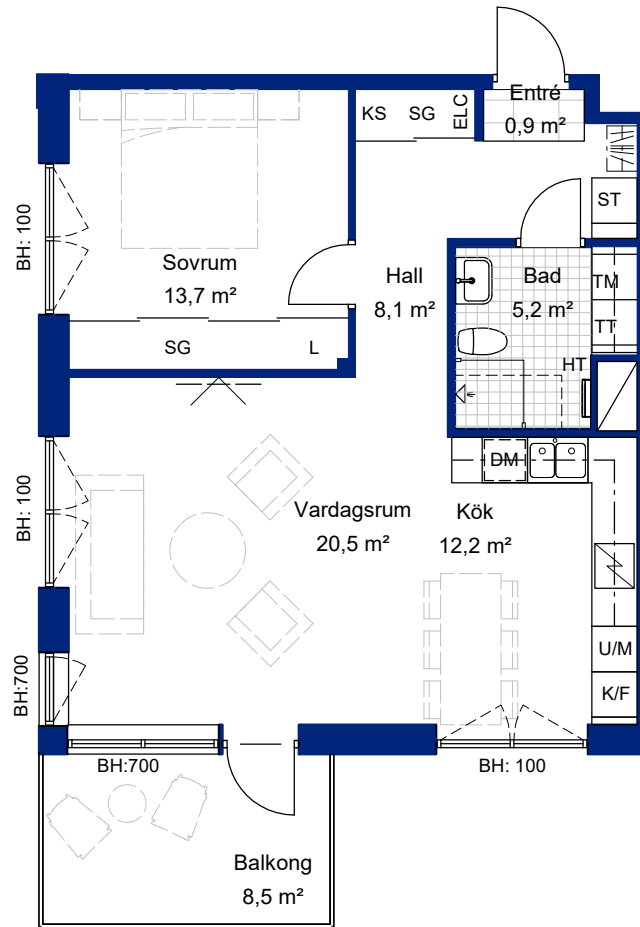 Entré
0,9 m²
KS
SG
ELC
ST
BH: 100
Sovrum
13,7 m²
Hall
8,1 m²
Bad
5,2 m²
TM
TT
SG
L
HT
BH: 100
DM
Vardagsrum
20,5 m²
Kök
12,2 m²
U/M
K/F
BH:700
BH:700
BH: 100
Balkong
8,5 m²